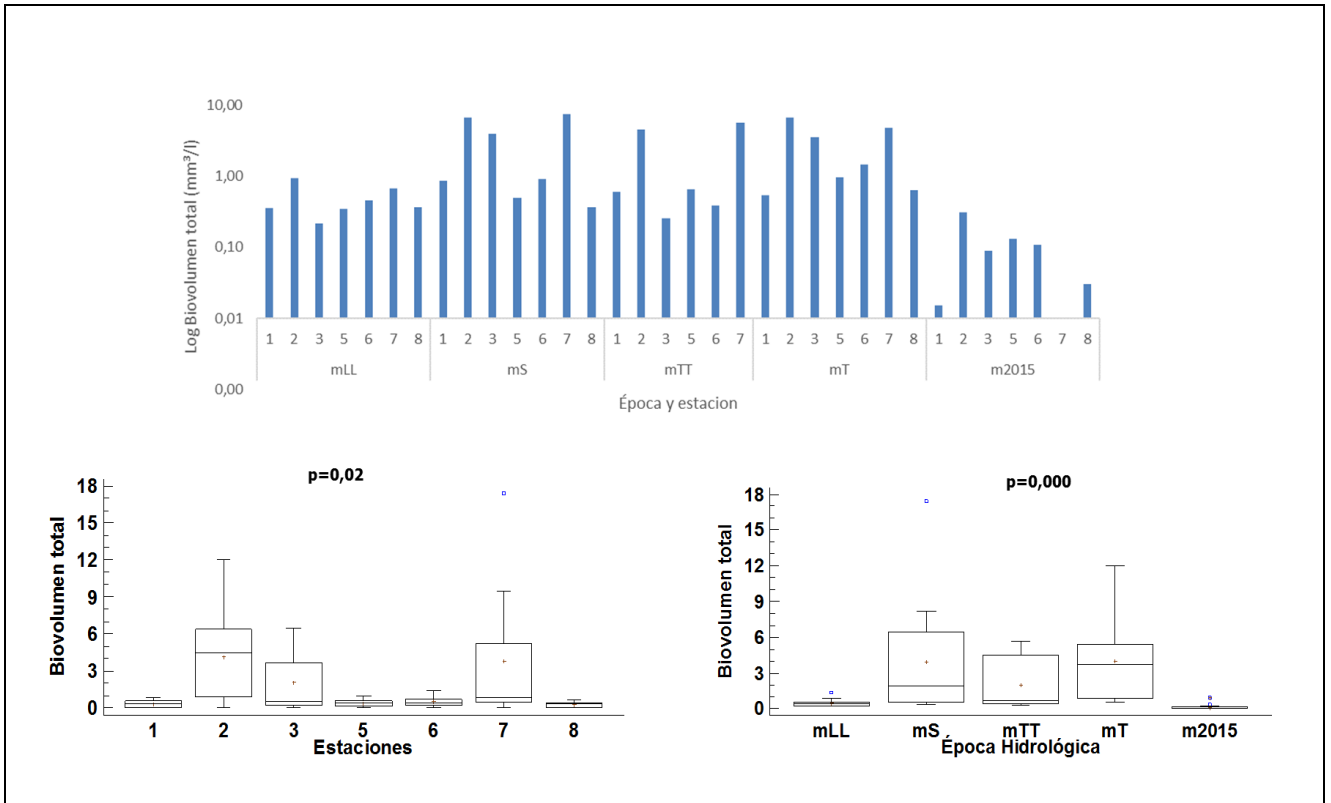 10,00
1,00
0,10
0,01
0,00
Log Biovolumen total (mm³/l)
1 2 3 5 6 7 8 1 2 3 5 6 7 8 1 2 3 5 6 7 1 2 3 5 6 7 8 1 2 3 5 6 7 8
mLL mS mTT mT m2015
Época y estacion
p=0,02
18
15
12
9
6
3
0
Biovolumen total
1 2 3 5 6 7 8
Estaciones
p=0,000
18
15
12
9
6
3
0
Biovolumen total
mLL mS mTT mT m2015
Época Hidrológica